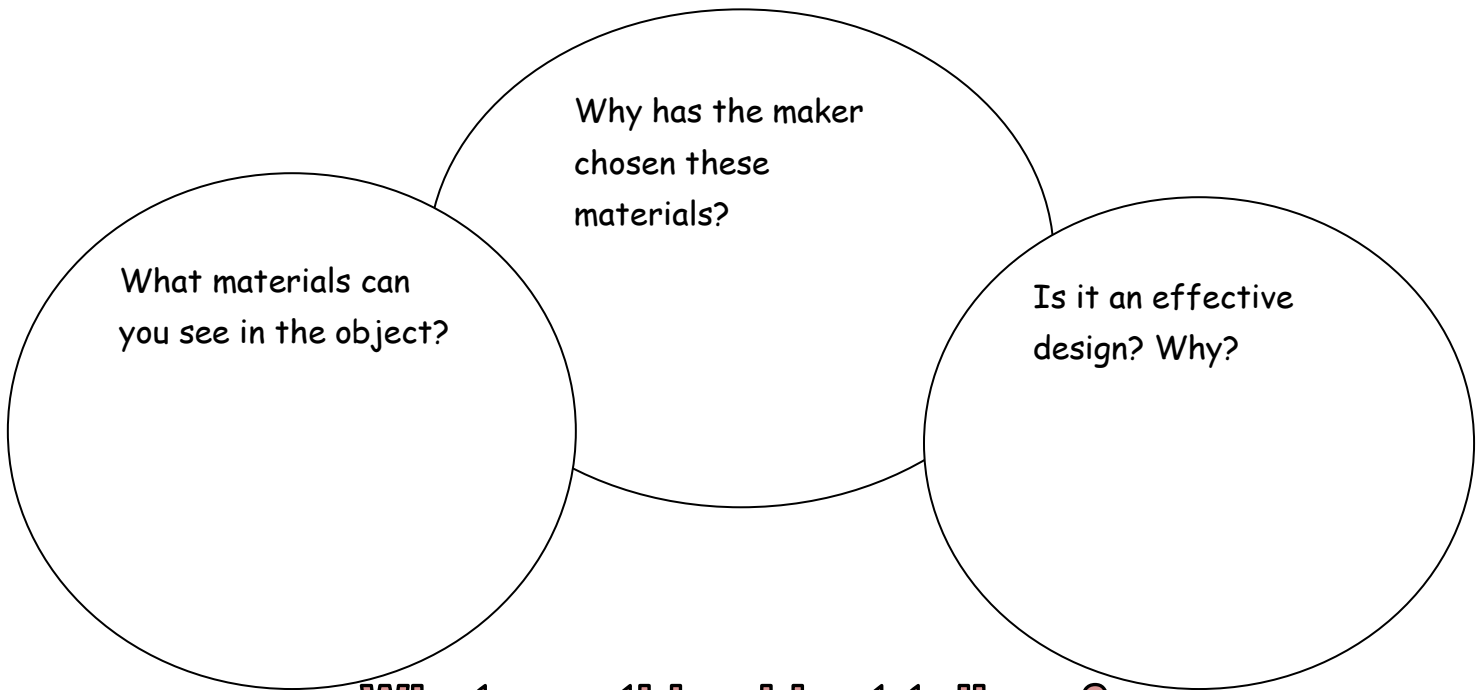 Why has the maker
chosen these
materials?
What materials can
you see in the object?
Is it an effective
design? Why?